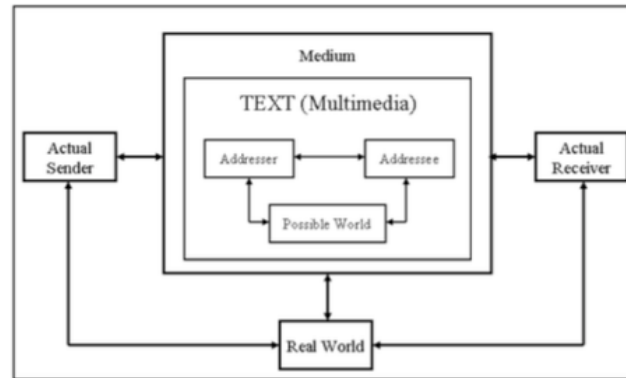 Medium
TEXT (Multimedia)
Actual
Sender
Addresser
Addressee
Actual
Receiver
Possible World
Real World